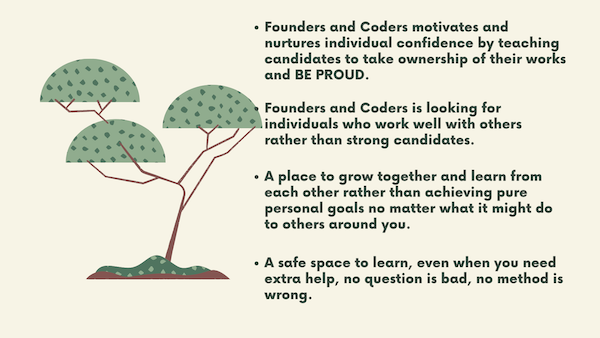 • Founders and Coders motivates and
nurtures individual confidence by teaching
candidates to take ownership of their works
and BE PROUD.
• Founders and Coders is looking for
individuals who work well with others
rather than strong candidates.
• A place to grow together and learn from
each other rather than achieving pure
personal goals no matter what it might do
to others around you.
• A safe space to learn, even when you need
extra help, no question is bad, no method is
wrong.